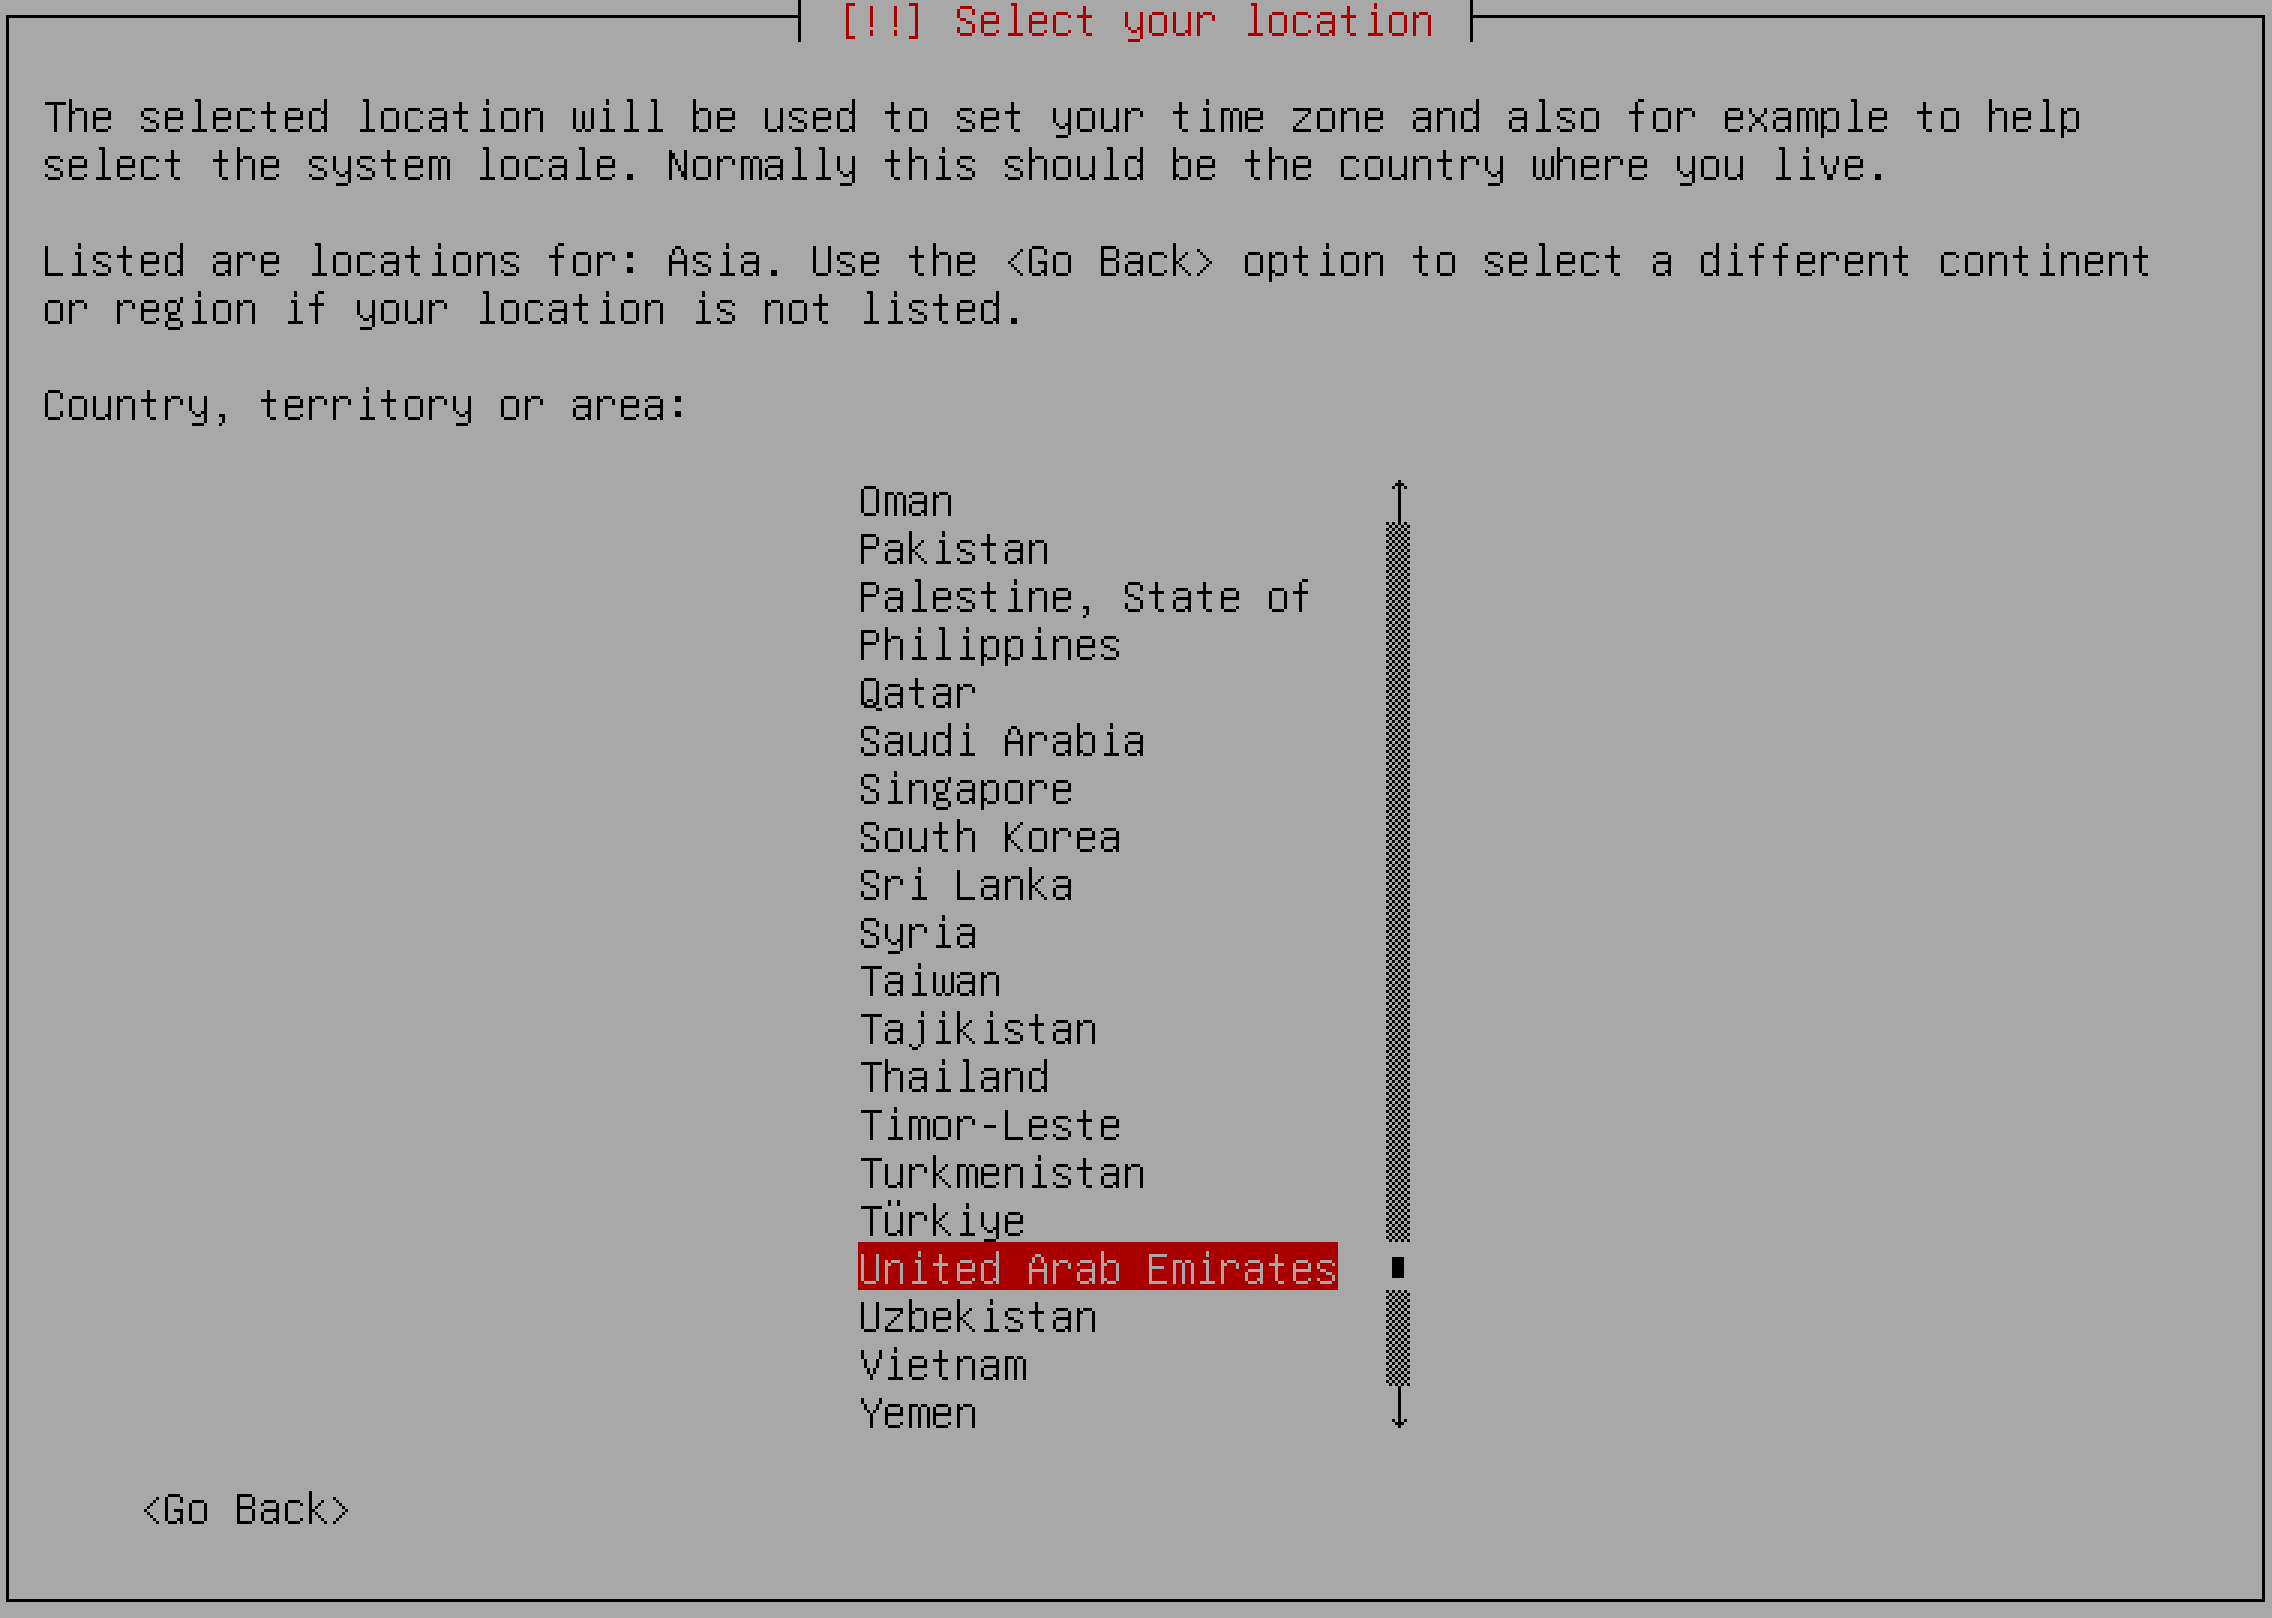 [!!] Select your location
The selected location will be used to set your time zone and also for example to help
select the system locale. Normally this should be the country where you live.
Listed are locations for: Asia. Use the <Go Back> option to select a different continent
or region if your location is not listed.
Country, territory or area:
Oman
Pakistan
Palestine, State of
Philippines
Qatar
Saudi Arabia
Singapore
South Korea
Sri Lanka
Syria
Taiwan
Tajikistan
Thailand
Timor-Leste
Turkmenistan
Türkiye
United Arab Emirates
Uzbekistan
Vietnam
Yemen
<Go Back>